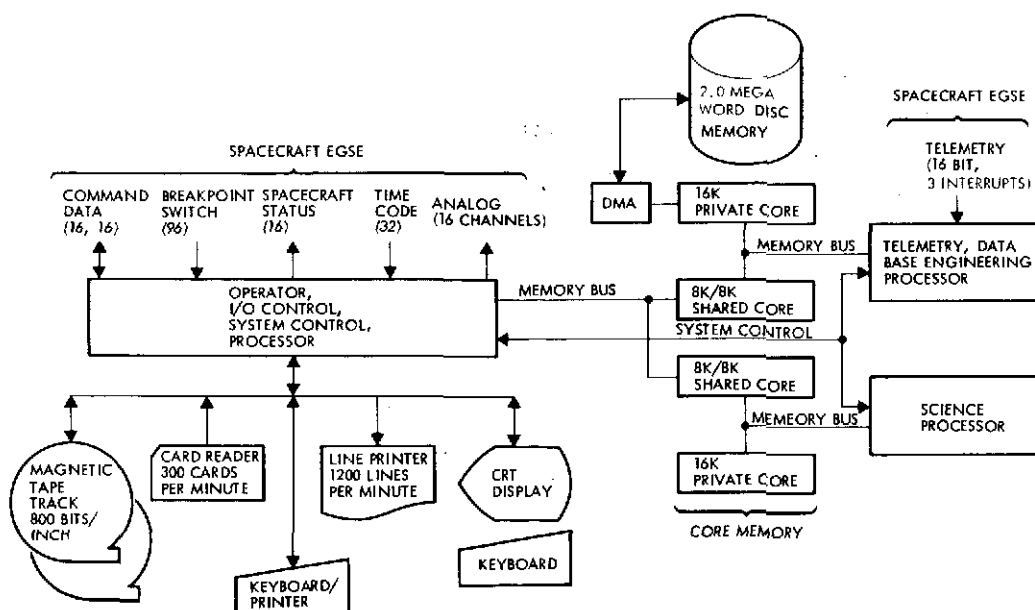 2.0 MEGA
WORD DISC
MEMORY
SPACECRAFT EGSE
TELEMETRY
(16 BIT,
3 INTERRUPTS)
SPACECRAFT EGSE
COMMAND
DATA
(16, 16)
BREAKPOINT
SWITCH
(96)
SPACECRAFT
STATUS
(16)
TIME
CODE
(32)
ANALOG
(16 CHANNELS)
DMA
16K
PRIVATE CORE
MEMORY BUS
TELEMETRY, DATA
BASE ENGINEERING
PROCESSOR
OPERATOR,
I/O CONTROL,
SYSTEM CONTROL,
PROCESSOR
MEMORY BUS
8K/8K
SHARED CORE
SYSTEM CONTROL
8K/8K
SHARED CORE
MEMEORY BUS
SCIENCE
PROCESSOR
16K
PRIVATE CORE
CORE MEMORY
MAGNETIC
TAPE
TRACK
800 BITS/
INCH
CARD READER
300 CARDS
PER MINUTE
LINE PRINTER
1200 LINES
PER MINUTE
CRT
DISPLAY
KEYBOARD
KEYBOARD/
PRINTER